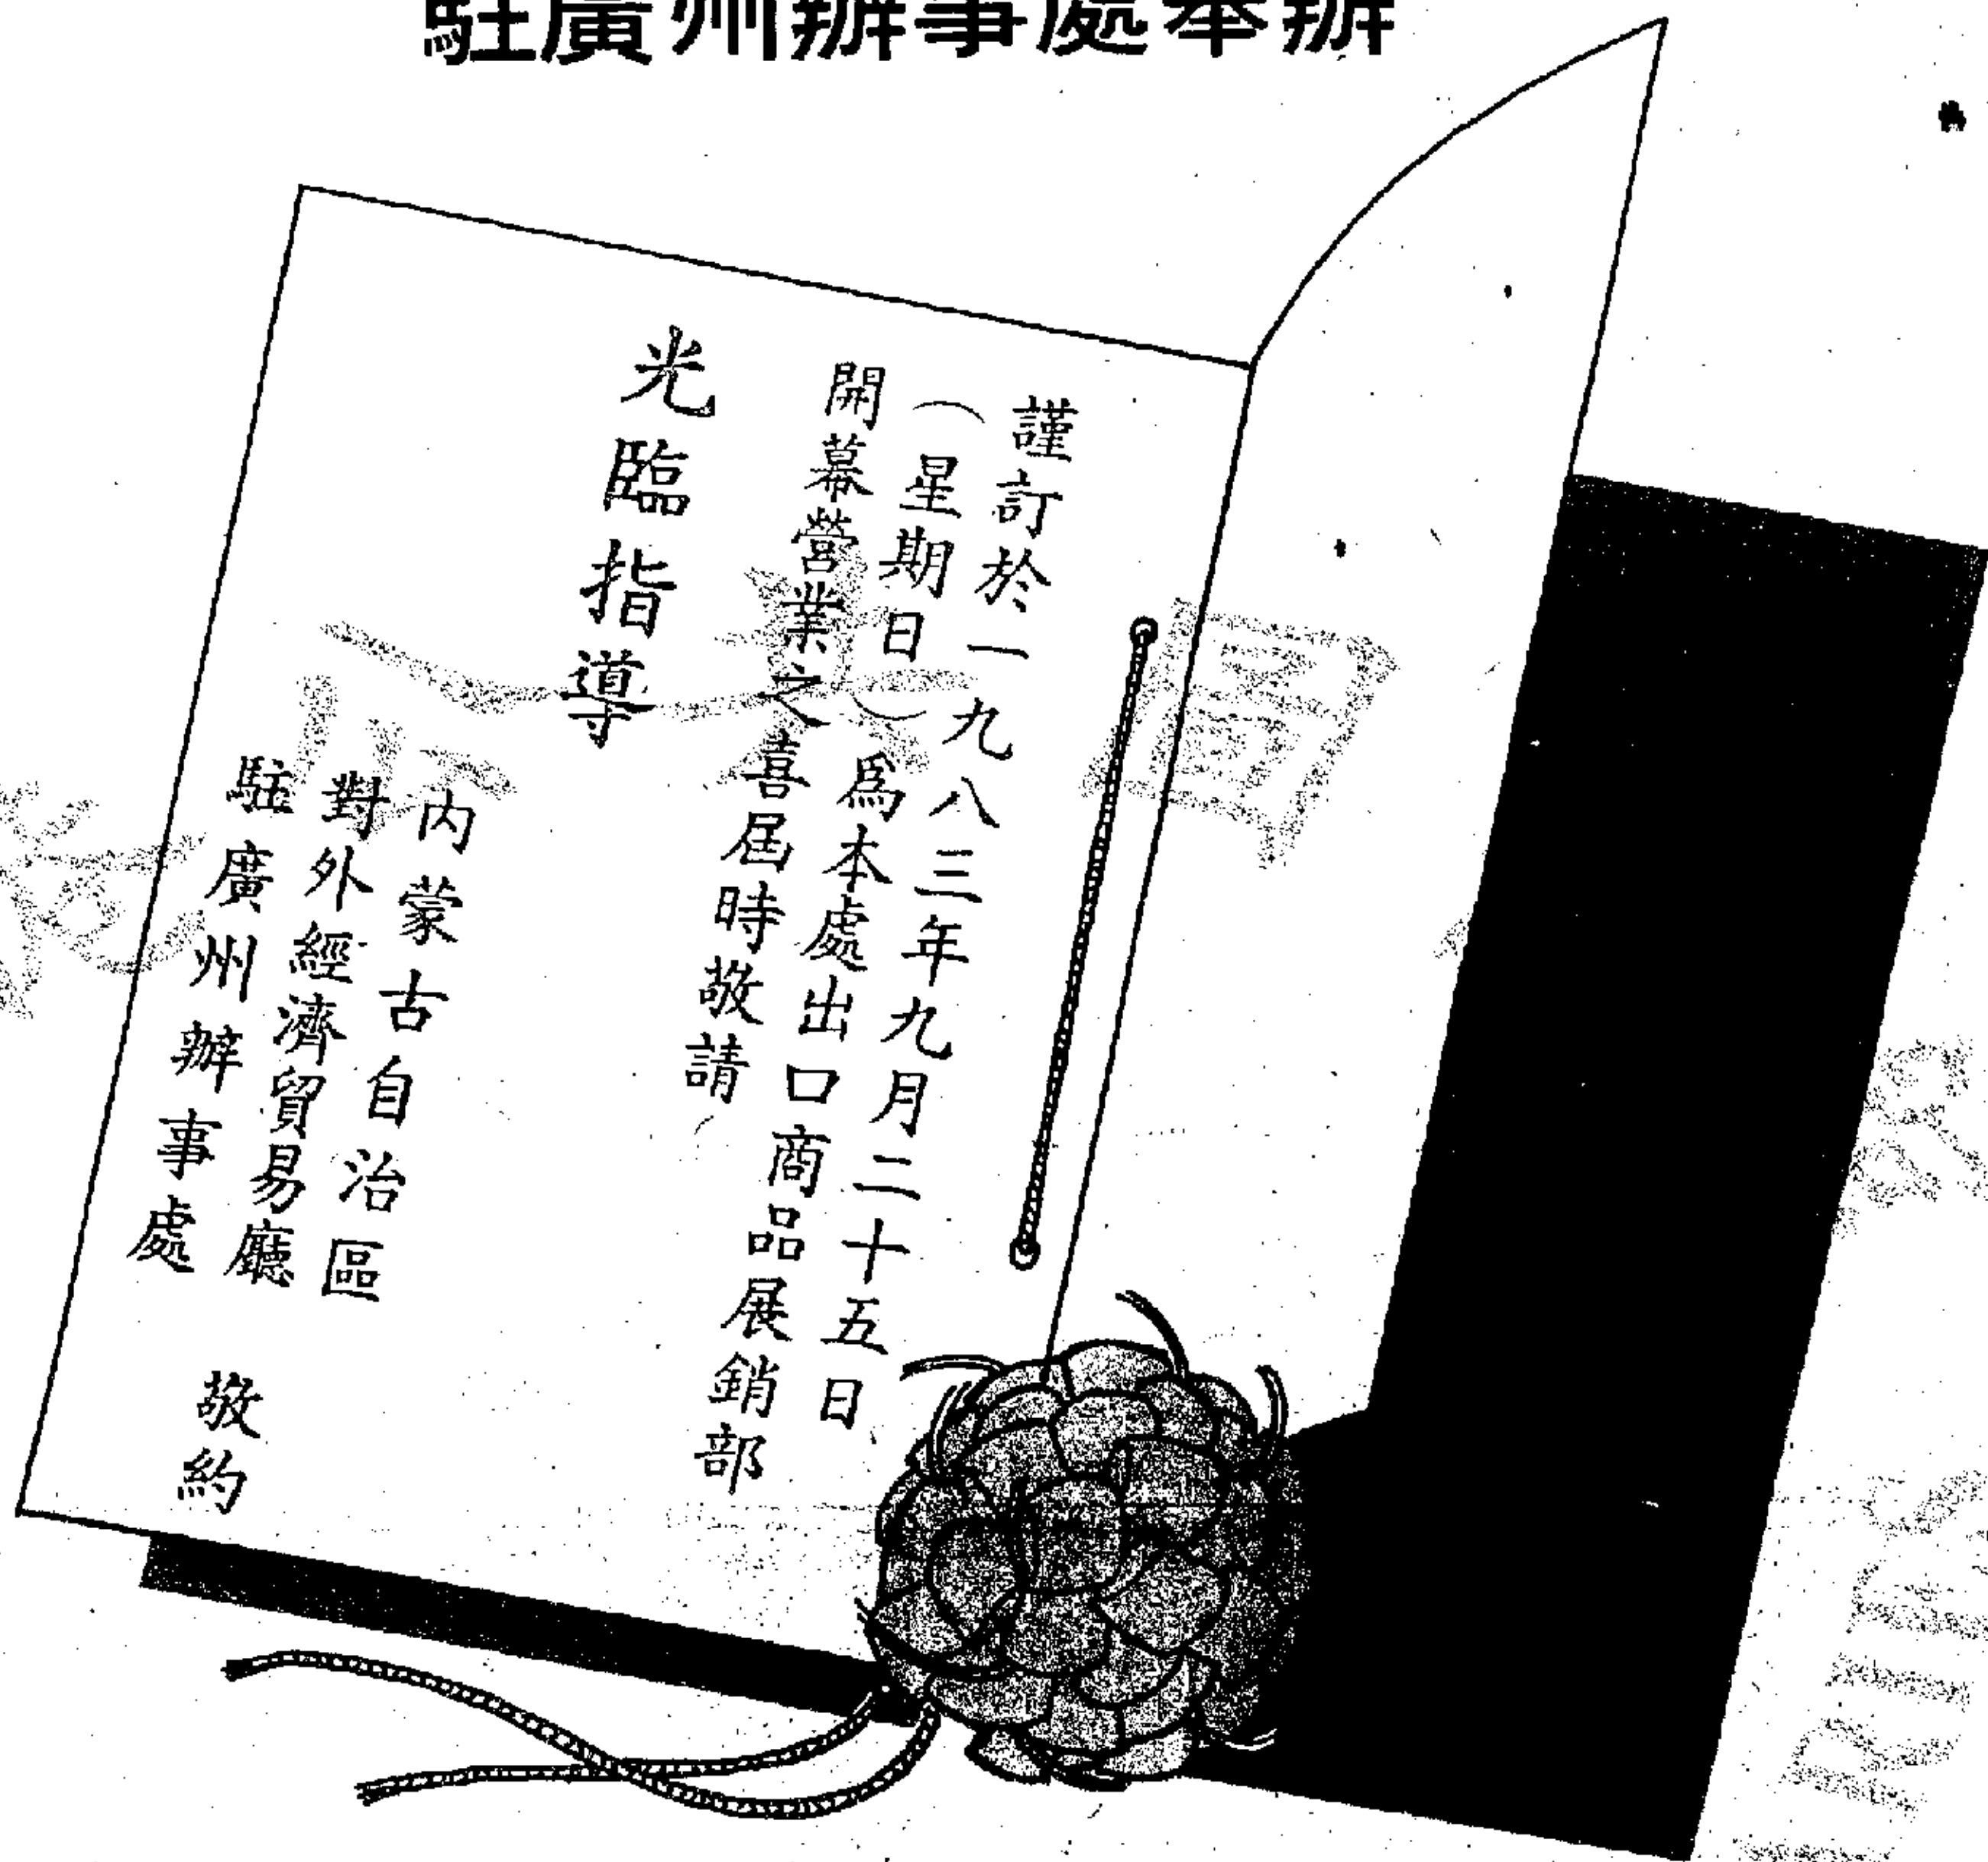 駐廣州辦事處舉辦
謹訂於一九八三年九月二十五日
（星期日）爲本處出口商品展銷部
開幕營業之喜屆時敬請
光臨指導
內蒙古自治區
對外經濟貿易廳
駐廣州辦事處
敬約